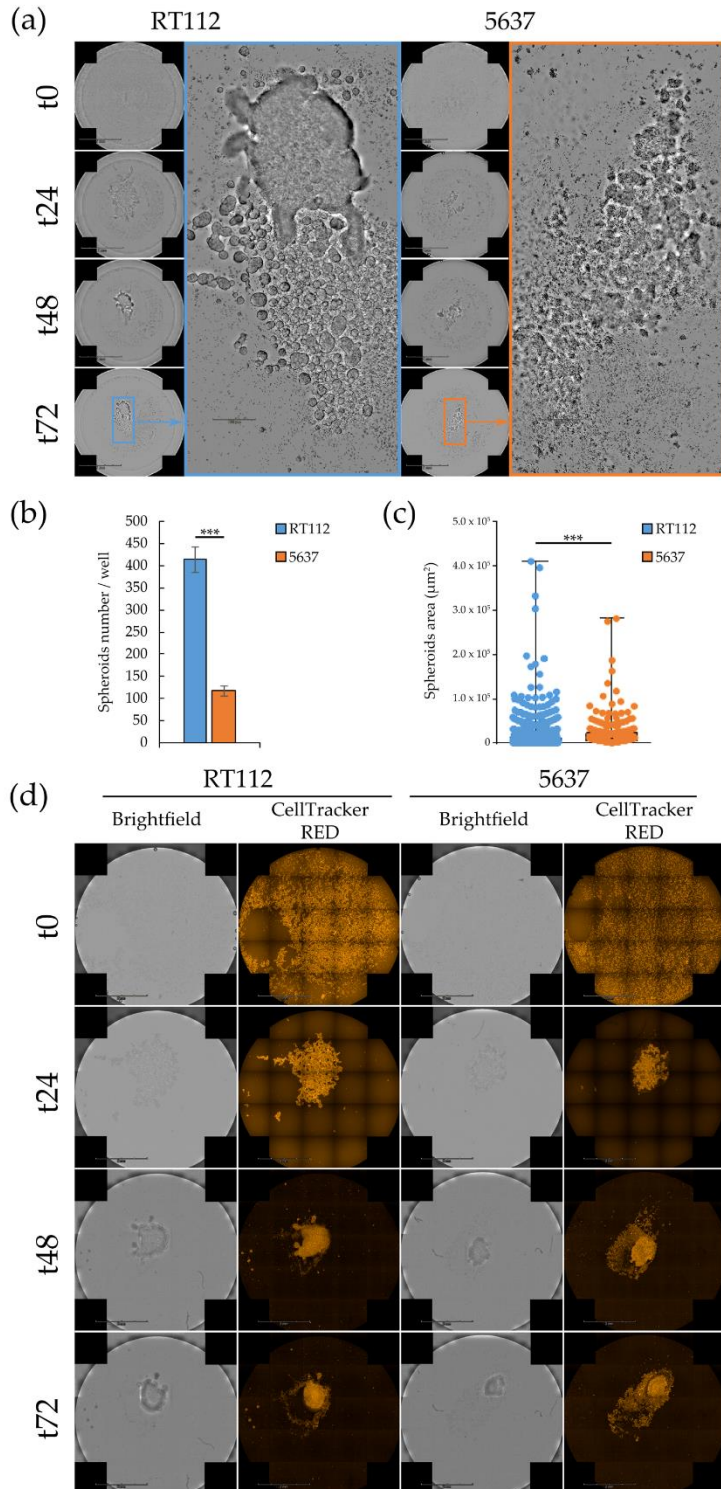 (a)
RT112
5637
t0
t24
t48
t72
(b)
Spheroids number / well
500
450
400
350
300
250
200
150
100
50
0
***
RT112
5637
(c)
Spheroids area (µm²)
5.0 x 10⁵
4.0 x 10⁵
3.0 x 10⁵
2.0 x 10⁵
1.0 x 10⁵
0
***
RT112
5637
(d)
RT112
5637
Brightfield
CellTracker
RED
Brightfield
CellTracker
RED
t0
t24
t48
t72